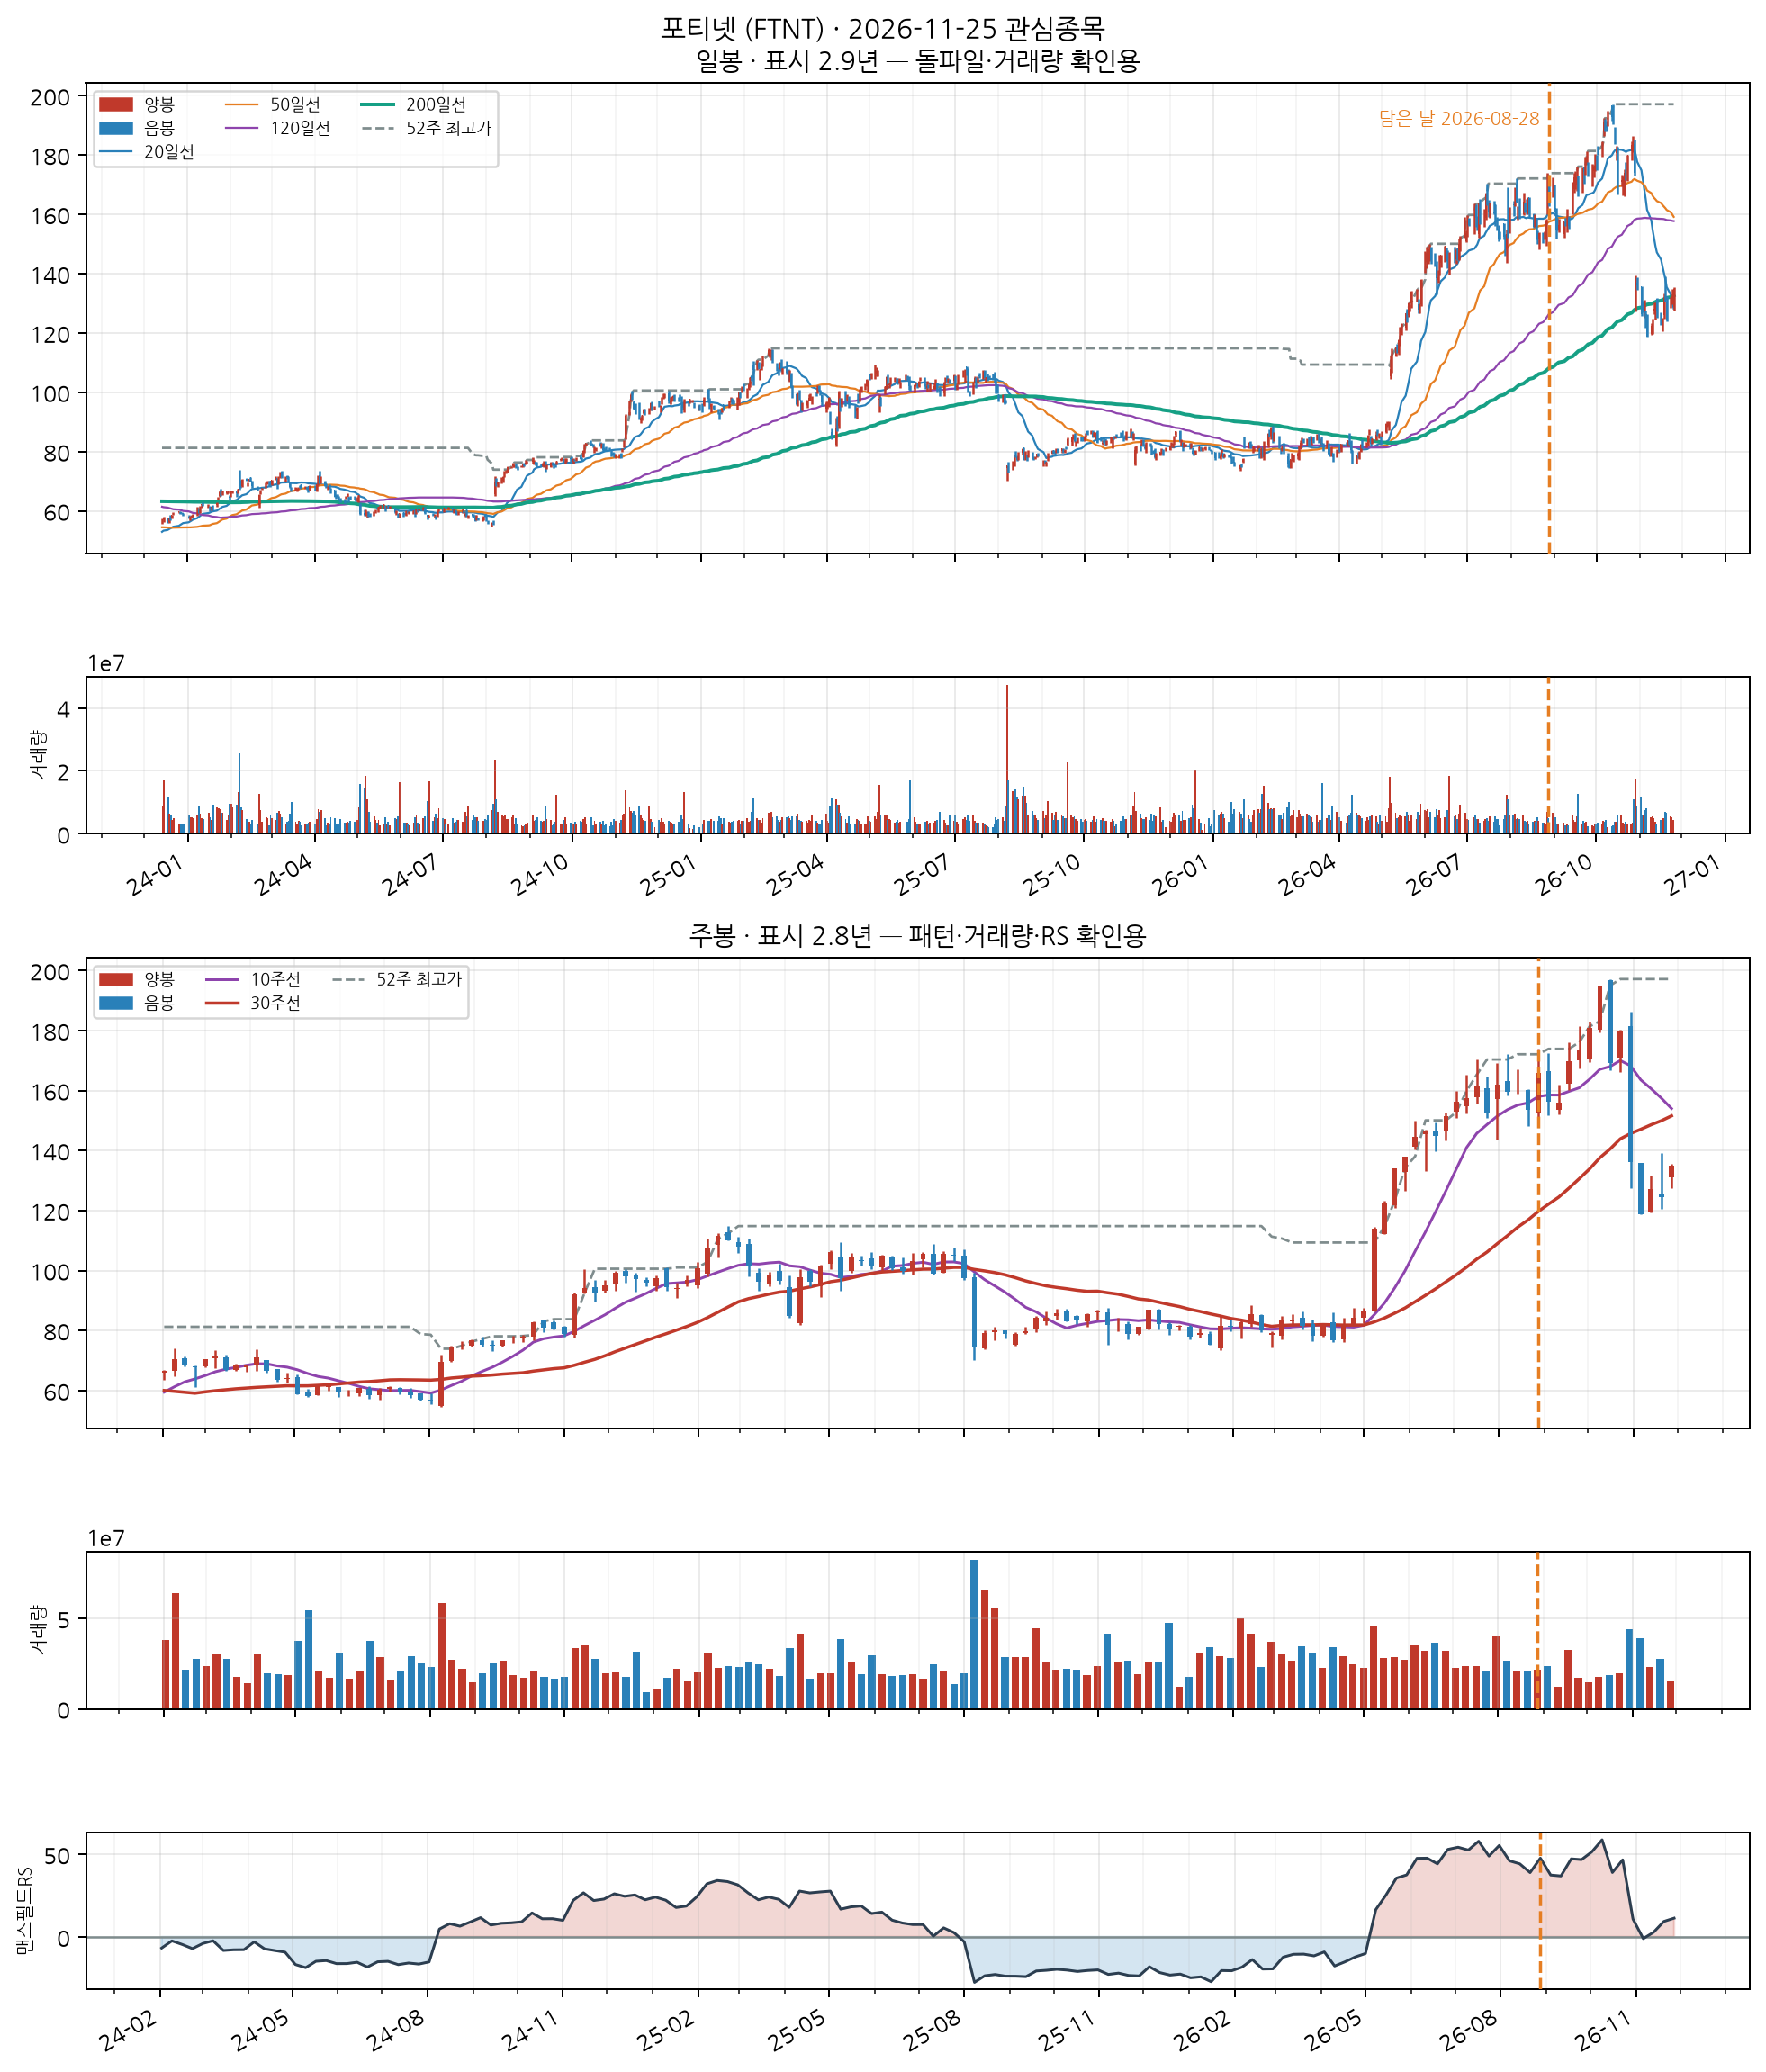 포티넷 (FTNT) · 2026-11-25 관심종목
일봉 · 표시 2.9년 — 돌파일·거래량 확인용
양봉
음봉
20일선
50일선
120일선
200일선
52주 최고가
담은 날 2026-08-28
200
180
160
140
120
100
80
60
1e7
거래량
4
2
0
24-01
24-04
24-07
24-10
25-01
25-04
25-07
25-10
26-01
26-04
26-07
26-10
27-01
주봉 · 표시 2.8년 — 패턴·거래량·RS 확인용
양봉
음봉
10주선
30주선
52주 최고가
200
180
160
140
120
100
80
60
1e7
거래량
5
0
맨스필드RS
50
0
24-02
24-05
24-08
24-11
25-02
25-05
25-08
25-11
26-02
26-05
26-08
26-11